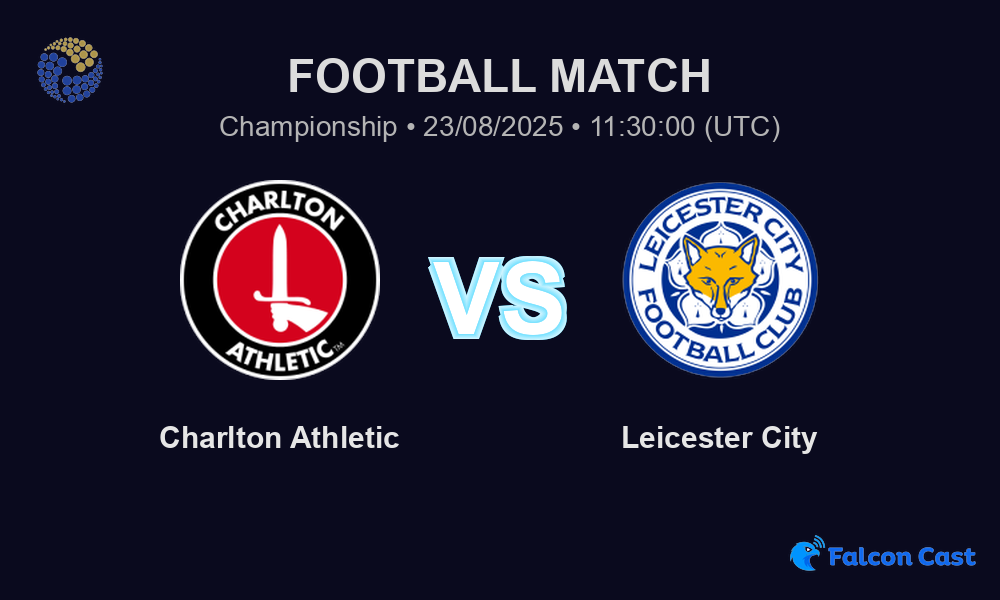 FOOTBALL MATCH
Championship • 23/08/2025 • 11:30:00 (UTC)
CHARLTON
ATHLETIC™
VS
LEICESTER CITY
FOOTBALL CLUB
Charlton Athletic
Leicester City
Falcon Cast